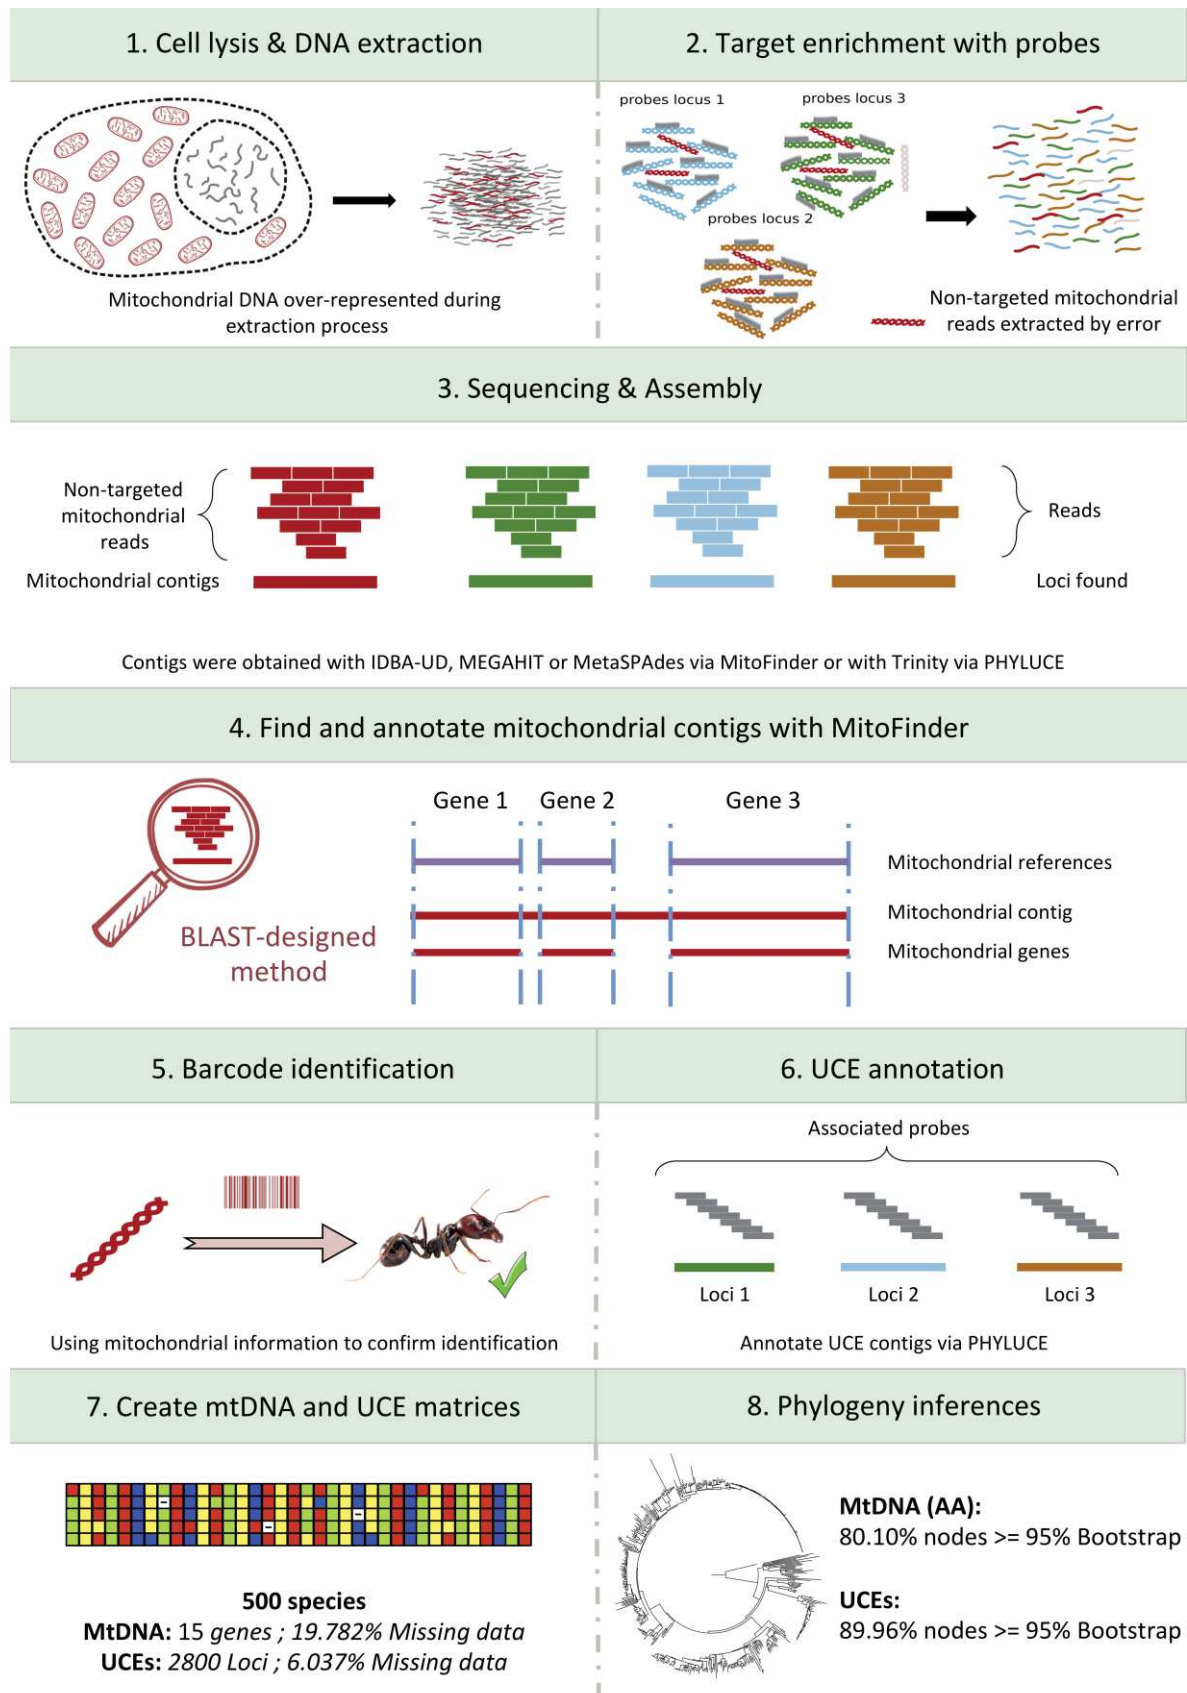 1. Cell lysis & DNA extraction
2. Target enrichment with probes
probes locus 1
probes locus 3
probes locus 2
Mitochondrial DNA over-represented during
extraction process
Non-targeted mitochondrial
reads extracted by error
3. Sequencing & Assembly
Non-targeted
mitochondrial
reads
Reads
Mitochondrial contigs
Loci found
Contigs were obtained with IDBA-UD, MEGAHIT or MetaSPAdes via MitoFinder or with Trinity via PHYLUCE
4. Find and annotate mitochondrial contigs with MitoFinder
Gene 1
Gene 2
Gene 3
Mitochondrial references
Mitochondrial contig
Mitochondrial genes
BLAST-designed
method
5. Barcode identification
6. UCE annotation
Associated probes
Loci 1
Loci 2
Loci 3
Using mitochondrial information to confirm identification
Annotate UCE contigs via PHYLUCE
7. Create mtDNA and UCE matrices
8. Phylogeny inferences
500 species
MtDNA: 15 genes ; 19.782% Missing data
UCEs: 2800 Loci ; 6.037% Missing data
MtDNA (AA):
80.10% nodes >= 95% Bootstrap
UCEs:
89.96% nodes >= 95% Bootstrap